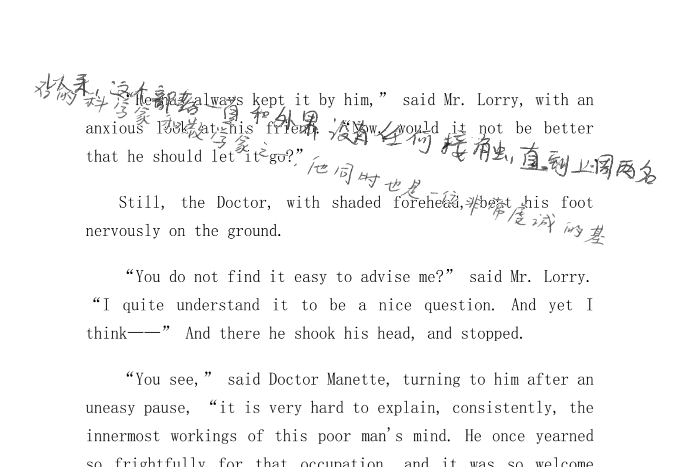 来，这个部落一直和外界没有任何接触，直到上周两名
的科学家和数学家之一，他同时也是一位非常虔诚的基
“He has always kept it by him,” said Mr. Lorry, with an
anxious look at his friend. “Now, would it not be better
that he should let it go?”
Still, the Doctor, with shaded forehead, beat his foot
nervously on the ground.
“You do not find it easy to advise me?” said Mr. Lorry.
“I quite understand it to be a nice question. And yet I
think——” And there he shook his head, and stopped.
“You see,” said Doctor Manette, turning to him after an
uneasy pause, “it is very hard to explain, consistently, the
innermost workings of this poor man's mind. He once yearned
so frightfully for that occupation, and it was so welcome